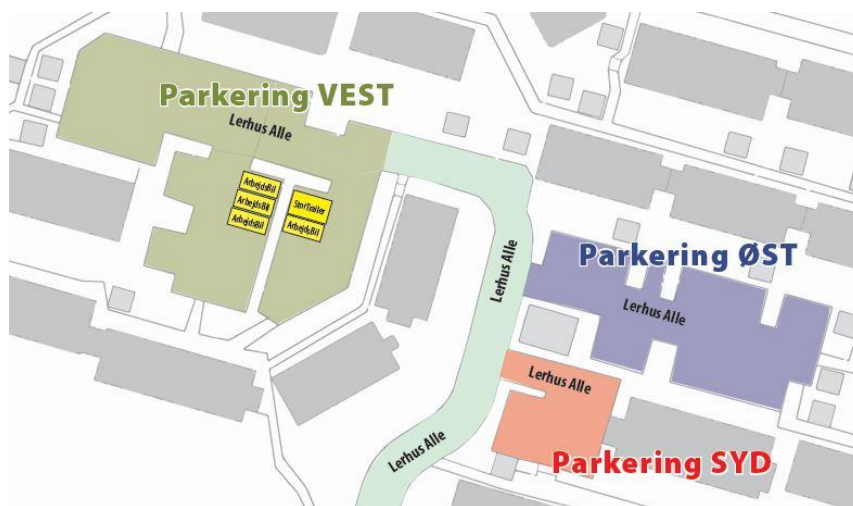 Parkering VEST
Lerhus Alle
ArbejdsBil
ArbejdsBil
ArbejdsBil
StorTrailer
ArbejdsBil
Lerhus Alle
Parkering ØST
Lerhus Alle
Lerhus Alle
Parkering SYD
Lerhus Alle